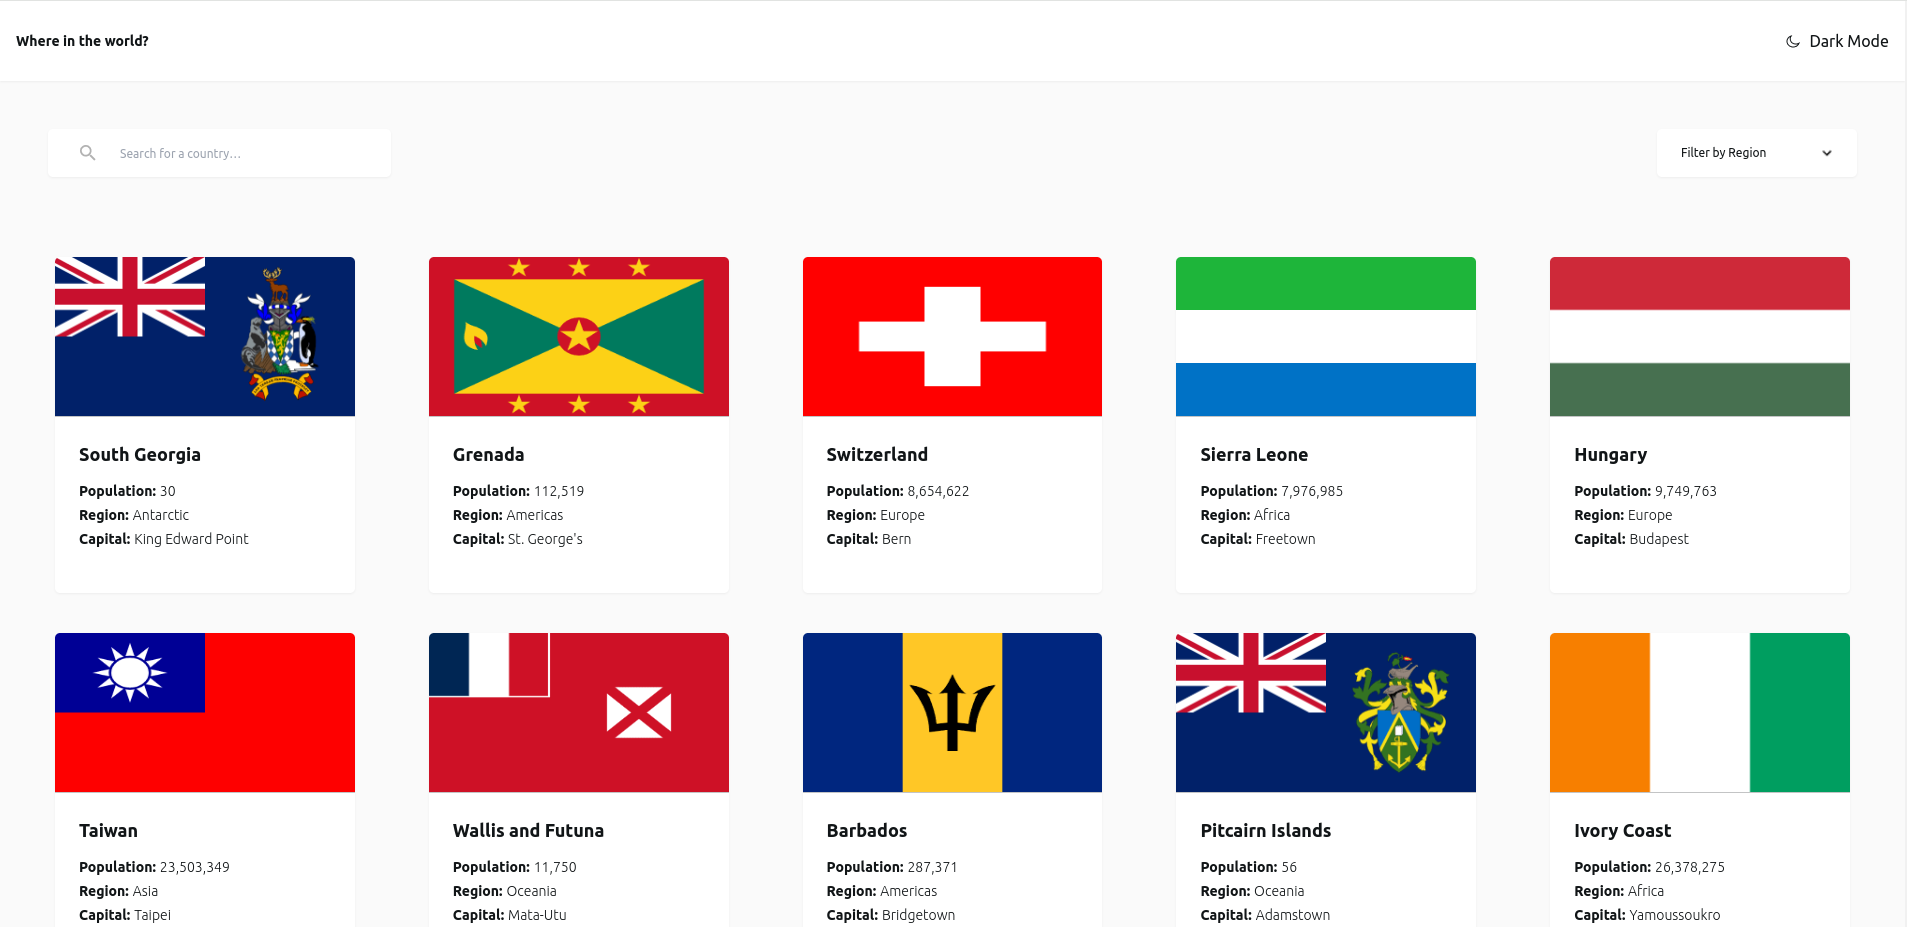 Where in the world?
Dark Mode
Search for a country...
Filter by Region
South Georgia
Population: 30
Region: Antarctic
Capital: King Edward Point
Grenada
Population: 112,519
Region: Americas
Capital: St. George's
Switzerland
Population: 8,654,622
Region: Europe
Capital: Bern
Sierra Leone
Population: 7,976,985
Region: Africa
Capital: Freetown
Hungary
Population: 9,749,763
Region: Europe
Capital: Budapest
Taiwan
Population: 23,503,349
Region: Asia
Capital: Taipei
Wallis and Futuna
Population: 11,750
Region: Oceania
Capital: Mata-Utu
Barbados
Population: 287,371
Region: Americas
Capital: Bridgetown
Pitcairn Islands
Population: 56
Region: Oceania
Capital: Adamstown
Ivory Coast
Population: 26,378,275
Region: Africa
Capital: Yamoussoukro